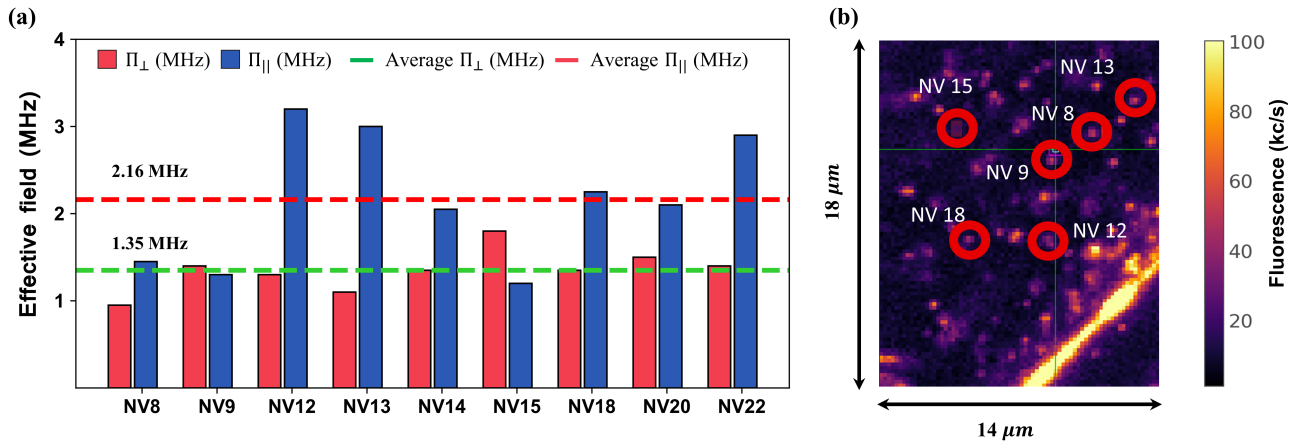 (a)
4
3
2
1
Effective field (MHz)
Π⊥ (MHz)
Π|| (MHz)
Average Π⊥ (MHz)
Average Π|| (MHz)
2.16 MHz
1.35 MHz
NV8
NV9
NV12
NV13
NV14
NV15
NV18
NV20
NV22
(b)
18 μm
14 μm
NV 13
NV 15
NV 8
NV 9
NV 18
NV 12
100
80
60
40
20
Fluorescence (kc/s)